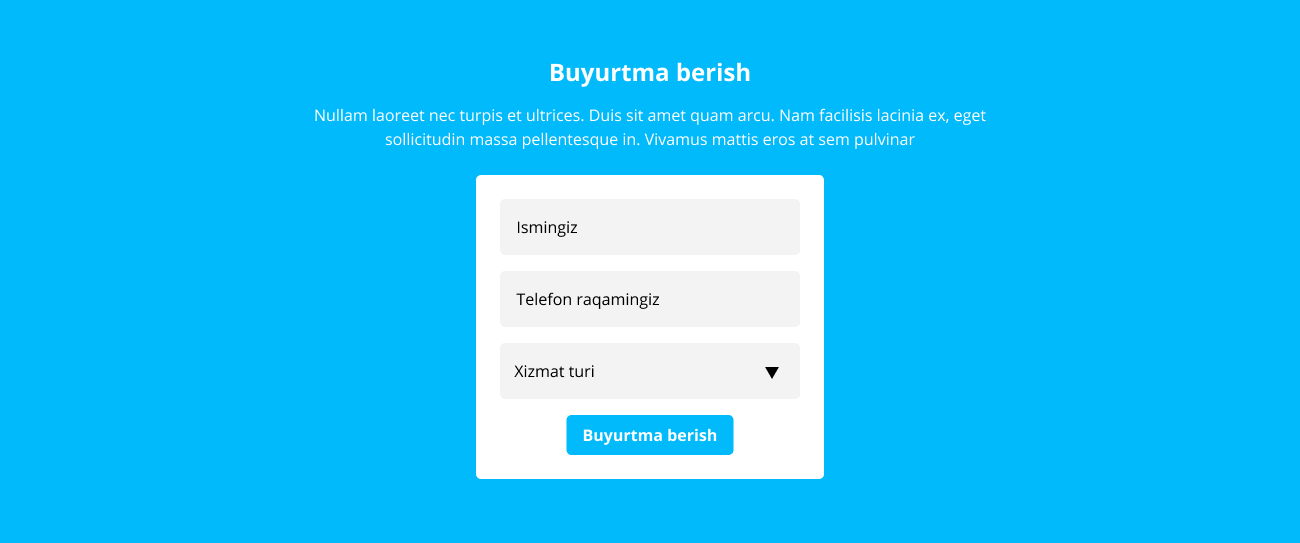 Buyurtma berish
Nullam laoreet nec turpis et ultrices. Duis sit amet quam arcu. Nam facilisis lacinia ex, eget
sollicitudin massa pellentesque in. Vivamus mattis eros at sem pulvinar
Ismingiz
Telefon raqamingiz
Xizmat turi
Buyurtma berish